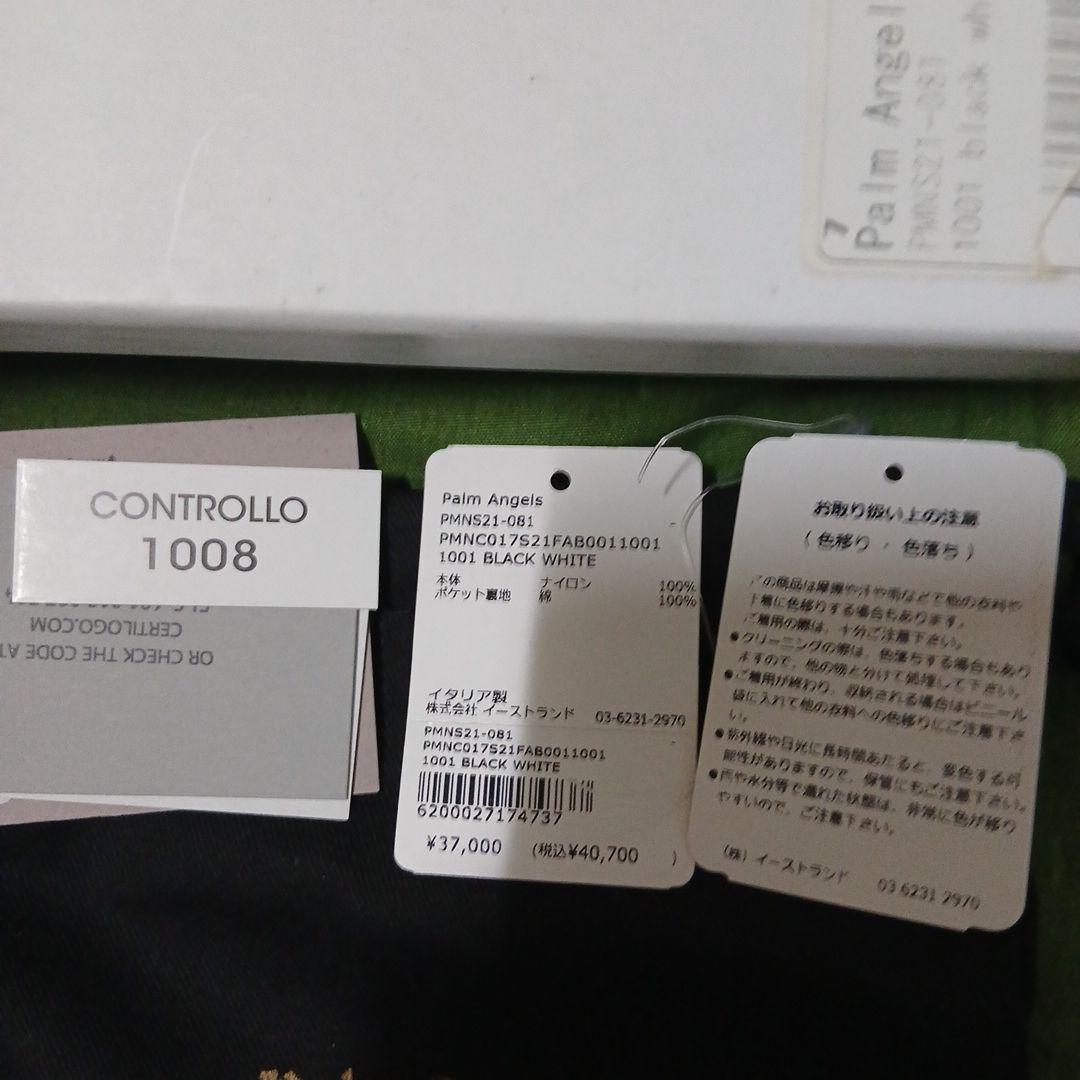 7
Palm Angel
PMNS21-081
1001 black wh
CONTROLLO
1008
CERTILOGO.COM
OR CHECK THE CODE AT
Palm Angels
PMNS21-081
PMNC017S21FAB0011001
1001 BLACK WHITE
本体 ナイロン 100%
ポケット裏地 綿 100%
イタリア製
株式会社 イーストランド 03-6231-2970
PMNS21-081
PMNC017S21FAB0011001
1001 BLACK WHITE
6200027174737
¥37,000 (税込¥40,700 )
お取り扱い上の注意
(色移り・色落ち)
この商品は摩擦や汗や雨などで他の衣料や
下着に色移りする場合もあります。
ご着用の際は、十分ご注意下さい。
●クリーニングの際は、色落ちする場合もあり
ますので、他の物と分けて処理して下さい。
●ご着用が終わり、収納される場合はビニール
袋に入れて他の衣料への色移りにご注意下さ
い。
●紫外線や日光に長時間あたると、変色する可
能性がありますので、保管にもご注意下さい。
●雨や水分等で濡れた状態は、非常に色が移り
やすいので、ご注意下さい。
(株) イーストランド 03 6231 2970